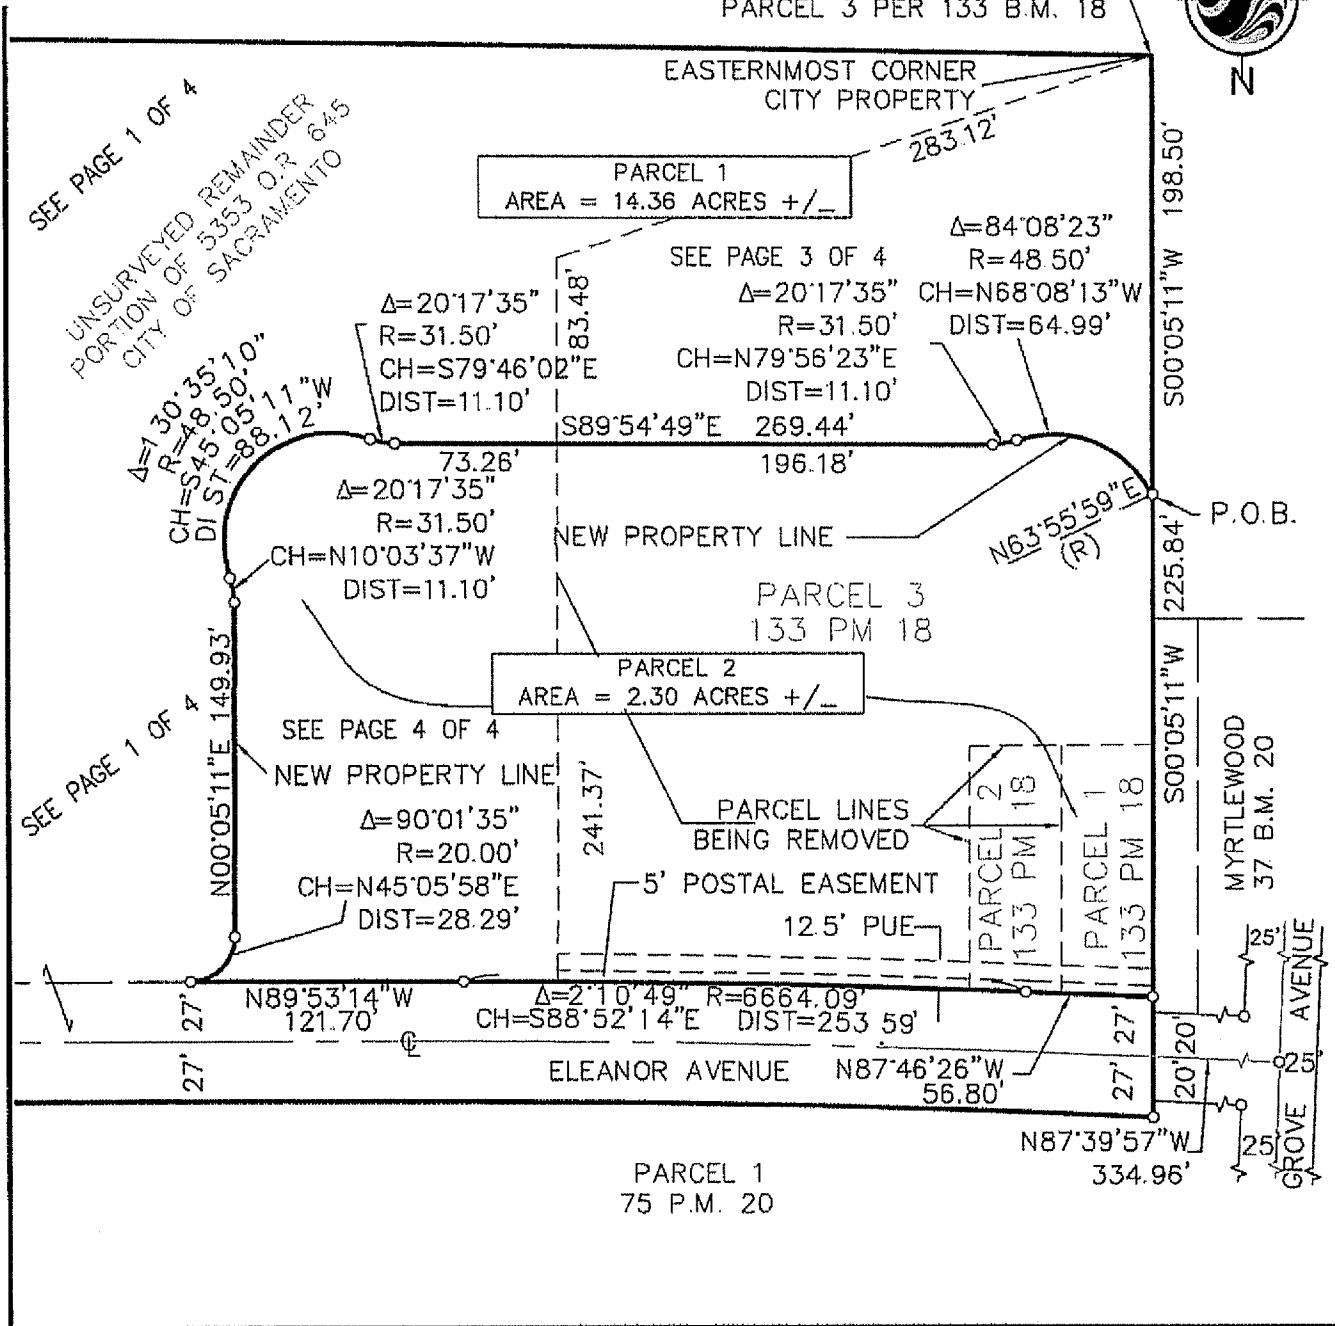 PARCEL 3 PER 133 B.M. 18
N
EASTERNMOST CORNER
CITY PROPERTY
283.12'
S00°05'11"W 198.50'
SEE PAGE 1 OF 4
UNSURVEYED REMAINDER
PORTION OF 5353 O.R 645
CITY OF SACRAMENTO
PARCEL 1
AREA = 14.36 ACRES +/_
83.48'
SEE PAGE 3 OF 4
Δ=84°08'23"
R=48.50'
CH=N68°08'13"W
DIST=64.99'
Δ=20°17'35"
R=31.50'
CH=N79°56'23"E
DIST=11.10'
Δ=20°17'35"
R=31.50'
CH=S79°46'02"E
DIST=11.10'
Δ=130°35'10"
R=48.50'
CH=S45°05'11"W
DIST=88.12'
S89°54'49"E 269.44'
73.26'
196.18'
Δ=20°17'35"
R=31.50'
CH=N10°03'37"W
DIST=11.10'
NEW PROPERTY LINE
N63°55'59"E
(R)
P.O.B.
225.84'
S00°05'11"W
PARCEL 3
133 PM 18
PARCEL 2
AREA = 2.30 ACRES +/_
N00°05'11"E 149.93'
SEE PAGE 1 OF 4
SEE PAGE 4 OF 4
NEW PROPERTY LINE
241.37'
Δ=90°01'35"
R=20.00'
CH=N45°05'58"E
DIST=28.29'
PARCEL LINES
BEING REMOVED
PARCEL 2
133 PM 18
PARCEL 1
133 PM 18
MYRTLEWOOD
37 B.M. 20
5' POSTAL EASEMENT
12.5' PUE
N89°53'14"W
121.70'
Δ=2°10'49" R=6664.09'
CH=S88°52'14"E DIST=253.59'
27'
27'
℄
ELEANOR AVENUE
N87°46'26"W
56.80'
27'
27'
20'
20'
25'
25'
25'
GROVE AVENUE
N87°39'57"W
334.96'
PARCEL 1
75 P.M. 20